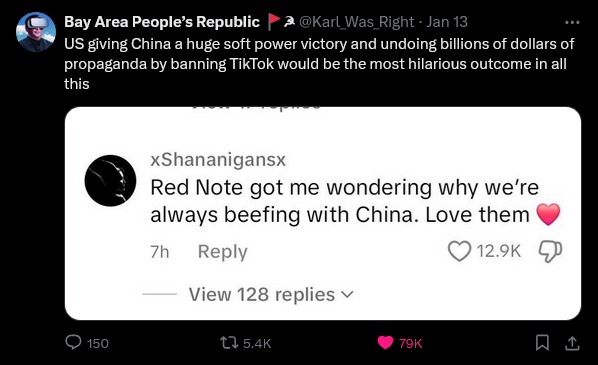 Bay Area People's Republic 🚩☭ @Karl_Was_Right · Jan 13
US giving China a huge soft power victory and undoing billions of dollars of
propaganda by banning TikTok would be the most hilarious outcome in all
this
xShananigansx
Red Note got me wondering why we're
always beefing with China. Love them ❤️
7h Reply 12.9K
View 128 replies
150 5.4K 79K